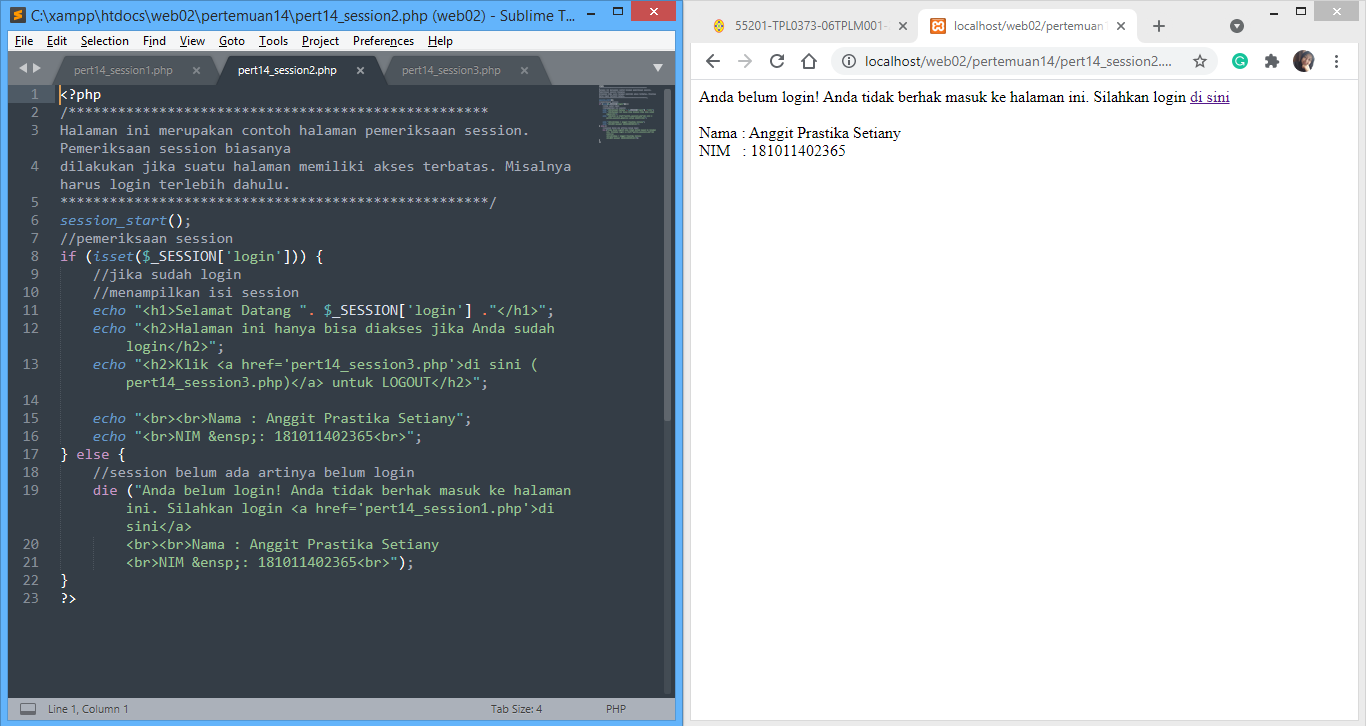 C:\xampp\htdocs\web02\pertemuan14\pert14_session2.php (web02) - Sublime T...
File Edit Selection Find View Goto Tools Project Preferences Help
pert14_session1.php
pert14_session2.php
pert14_session3.php
1 <?php
2 /***************************************************
3 Halaman ini merupakan contoh halaman pemeriksaan session.
Pemeriksaan session biasanya
4 dilakukan jika suatu halaman memiliki akses terbatas. Misalnya
harus login terlebih dahulu.
5 ****************************************************/
6 session_start();
7 //pemeriksaan session
8 if (isset($_SESSION['login'])) {
9 //jika sudah login
10 //menampilkan isi session
11 echo "<h1>Selamat Datang ". $_SESSION['login'] ."</h1>";
12 echo "<h2>Halaman ini hanya bisa diakses jika Anda sudah
login</h2>";
13 echo "<h2>Klik <a href='pert14_session3.php'>di sini (
pert14_session3.php)</a> untuk LOGOUT</h2>";
14
15 echo "<br><br>Nama : Anggit Prastika Setiany";
16 echo "<br>NIM &ensp;: 181011402365<br>";
17 } else {
18 //session belum ada artinya belum login
19 die ("Anda belum login! Anda tidak berhak masuk ke halaman
ini. Silahkan login <a href='pert14_session1.php'>di
sini</a>
20 <br><br>Nama : Anggit Prastika Setiany
21 <br>NIM &ensp;: 181011402365<br>");
22 }
23 ?>
Line 1, Column 1
Tab Size: 4
PHP
55201-TPL0373-06TPLM001-
localhost/web02/pertemuan1
localhost/web02/pertemuan14/pert14_session2....
Anda belum login! Anda tidak berhak masuk ke halaman ini. Silahkan login di sini
Nama : Anggit Prastika Setiany
NIM : 181011402365